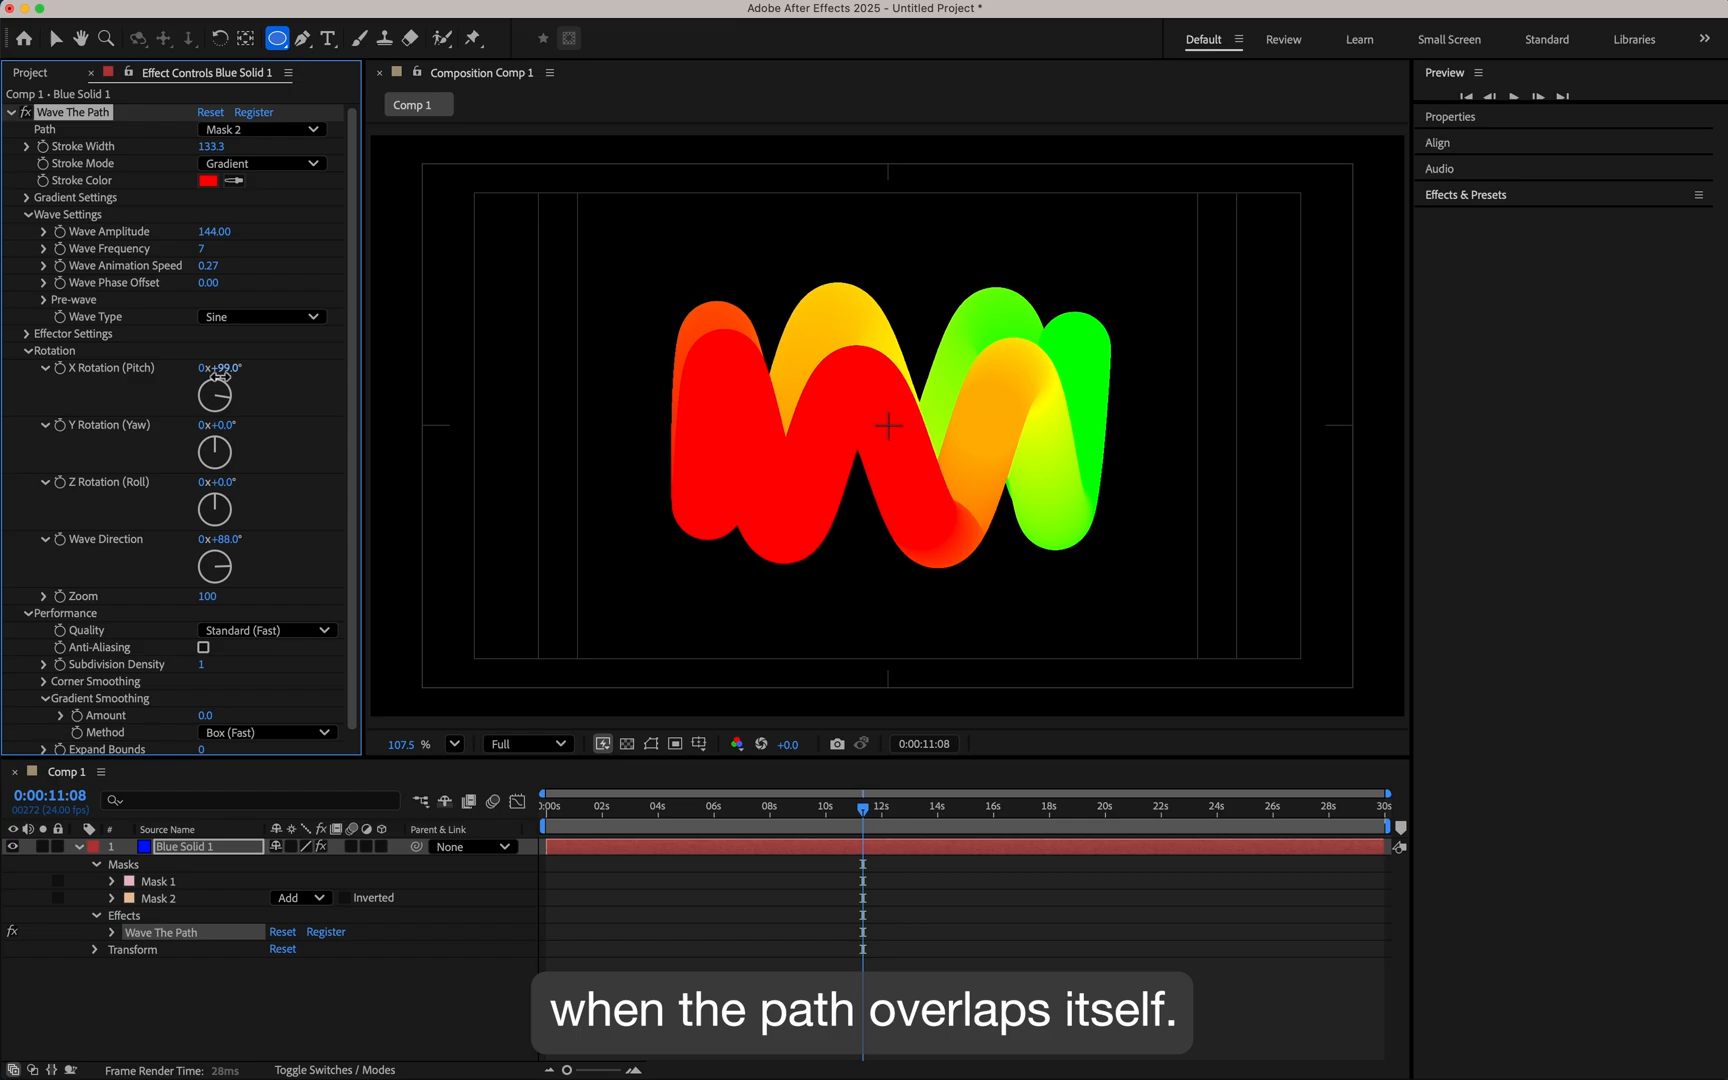 Adobe After Effects 2025 - Untitled Project *
Default
Review
Learn
Small Screen
Standard
Libraries
Project
Effect Controls Blue Solid 1
Comp 1 • Blue Solid 1
fx Wave The Path Reset Register
Path Mask 2
Stroke Width 133.3
Stroke Mode Gradient
Stroke Color
Gradient Settings
Wave Settings
Wave Amplitude 144.00
Wave Frequency 7
Wave Animation Speed 0.27
Wave Phase Offset 0.00
Pre-wave
Wave Type Sine
Effector Settings
Rotation
X Rotation (Pitch) 0x+99.0°
Y Rotation (Yaw) 0x+0.0°
Z Rotation (Roll) 0x+0.0°
Wave Direction 0x+88.0°
Zoom 100
Performance
Quality Standard (Fast)
Anti-Aliasing
Subdivision Density 1
Corner Smoothing
Gradient Smoothing
Amount 0.0
Method Box (Fast)
Expand Bounds 0
Composition Comp 1
Comp 1
107.5 %
Full
+0.0
0:00:11:08
Preview
Properties
Align
Audio
Effects & Presets
Comp 1
0:00:11:08
00272 (24.00 fps)
# Source Name fx Parent & Link
1 Blue Solid 1 fx None
Masks
Mask 1
Mask 2 Add Inverted
Effects
fx Wave The Path Reset Register
Transform Reset
:00s 02s 04s 06s 08s 10s 12s 14s 16s 18s 20s 22s 24s 26s 28s 30s
when the path overlaps itself.
Frame Render Time: 28ms
Toggle Switches / Modes